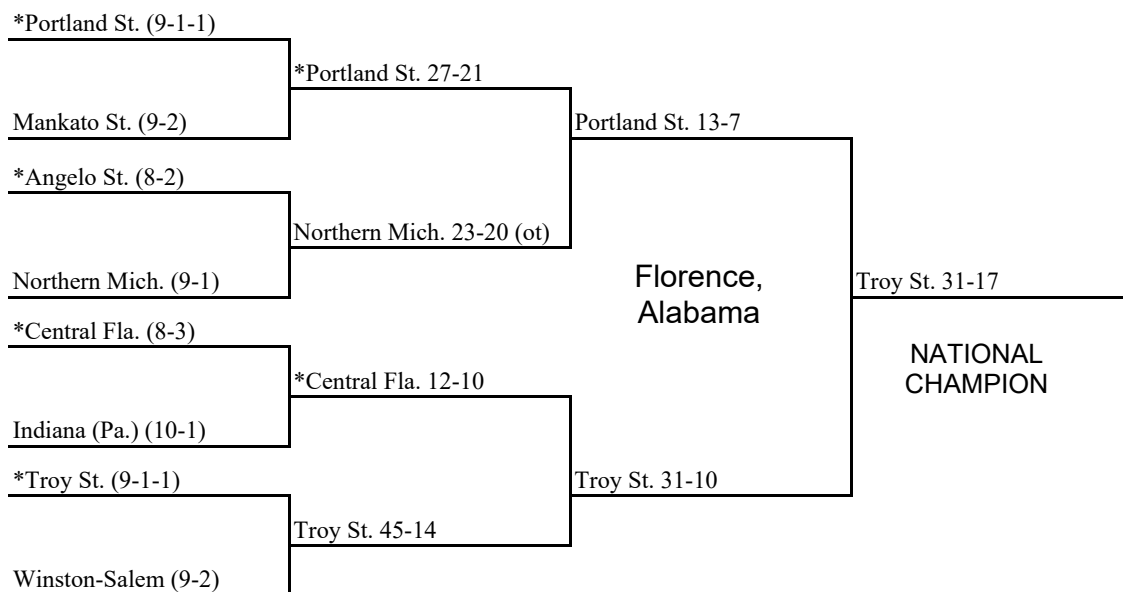 *Portland St. (9-1-1)
*Portland St. 27-21
Mankato St. (9-2)
Portland St. 13-7
*Angelo St. (8-2)
Northern Mich. 23-20 (ot)
Northern Mich. (9-1)
Florence,
Alabama
Troy St. 31-17
*Central Fla. (8-3)
NATIONAL
CHAMPION
*Central Fla. 12-10
Indiana (Pa.) (10-1)
*Troy St. (9-1-1)
Troy St. 31-10
Troy St. 45-14
Winston-Salem (9-2)